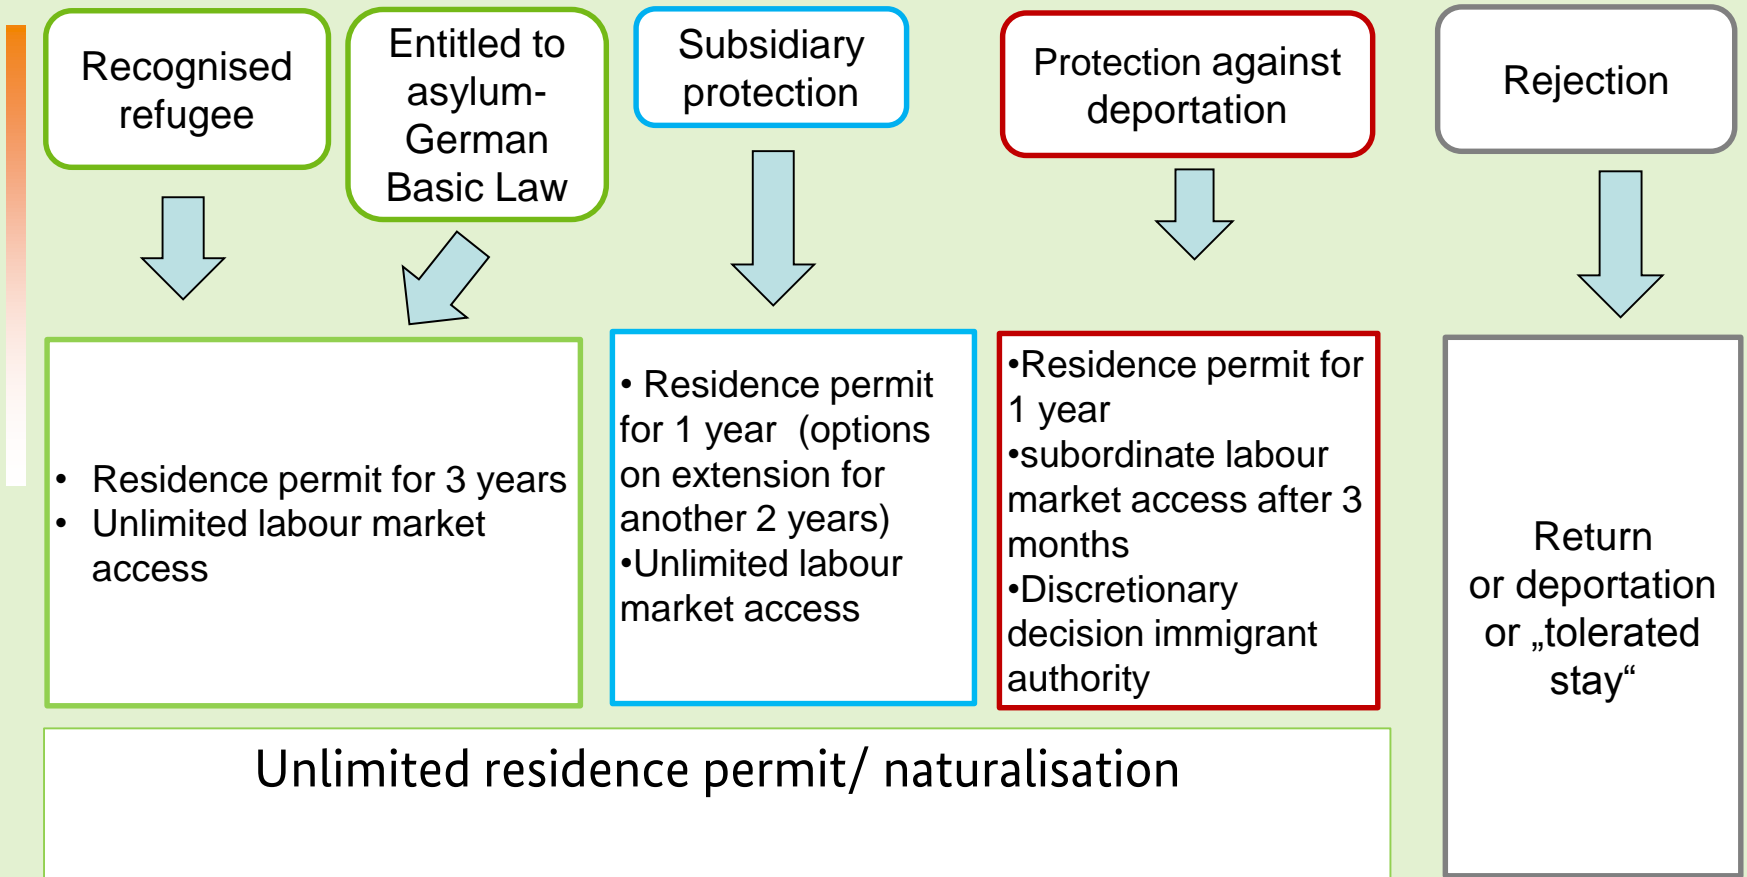 Recognised
refugee
Entitled to
asylum-
German
Basic Law
Subsidiary
protection
Protection against
deportation
Rejection
• Residence permit for 3 years
• Unlimited labour market
access
• Residence permit
for 1 year (options
on extension for
another 2 years)
•Unlimited labour
market access
•Residence permit for
1 year
•subordinate labour
market access after 3
months
•Discretionary
decision immigrant
authority
Return
or deportation
or „tolerated
stay“
Unlimited residence permit/ naturalisation